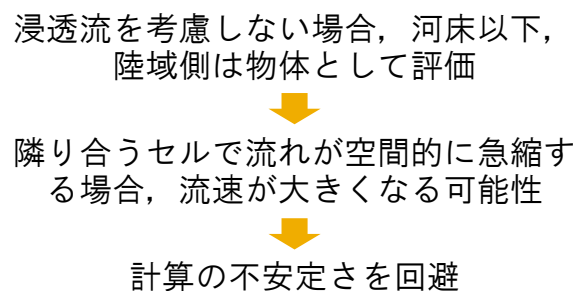 浸透流を考慮しない場合，河床以下，
陸域側は物体として評価
隣り合うセルで流れが空間的に急縮す
る場合，流速が大きくなる可能性
計算の不安定さを回避